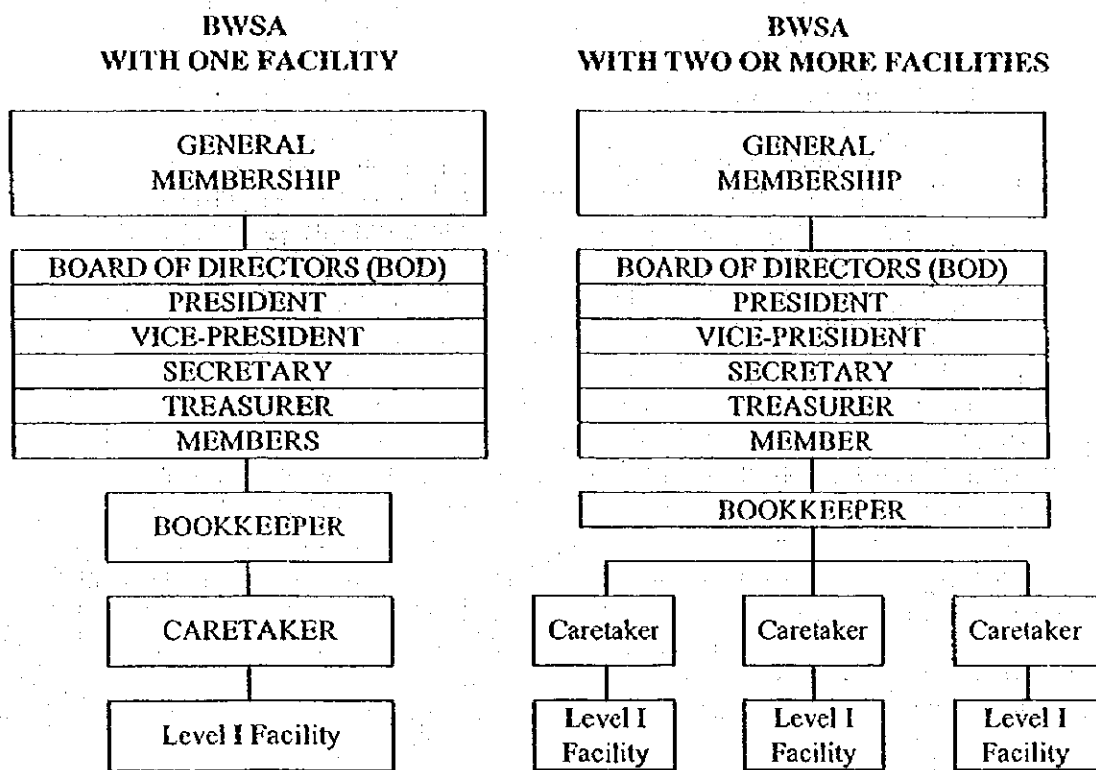 BWSA
WITH ONE FACILITY
GENERAL
MEMBERSHIP
BOARD OF DIRECTORS (BOD)
PRESIDENT
VICE-PRESIDENT
SECRETARY
TREASURER
MEMBERS
BOOKKEEPER
CARETAKER
Level I Facility
BWSA
WITH TWO OR MORE FACILITIES
GENERAL
MEMBERSHIP
BOARD OF DIRECTORS (BOD)
PRESIDENT
VICE-PRESIDENT
SECRETARY
TREASURER
MEMBER
BOOKKEEPER
Caretaker
Caretaker
Caretaker
Level I
Facility
Level I
Facility
Level I
Facility